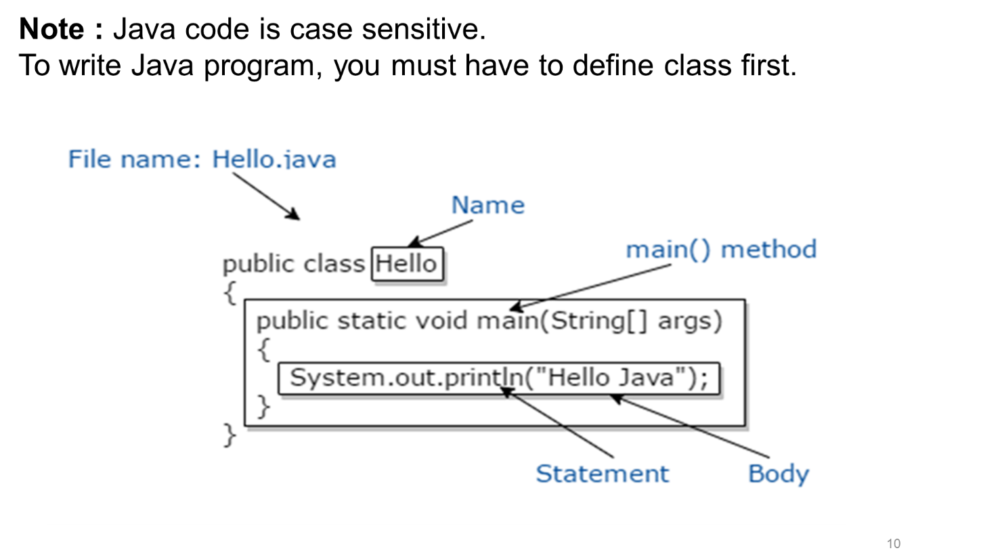 Note : Java code is case sensitive.
To write Java program, you must have to define class first.
File name: Hello.java
Name
main() method
public class Hello
{
public static void main(String[] args)
{
System.out.println("Hello Java");
}
}
Statement
Body
10